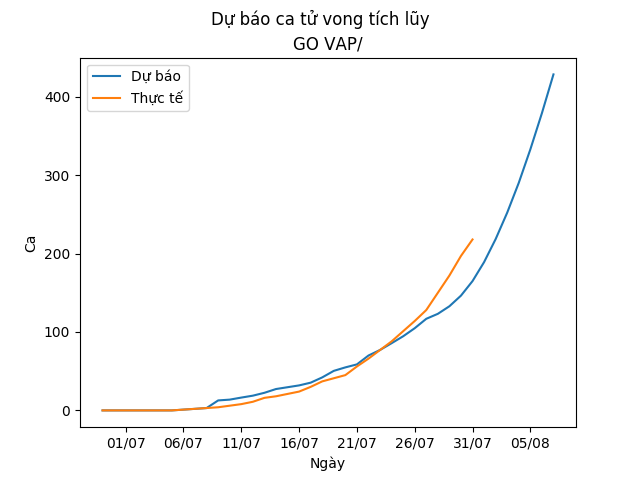 Dự báo ca tử vong tích lũy
GO VAP/
Dự báo
Thực tế
400
300
200
100
0
Ca
01/07 06/07 11/07 16/07 21/07 26/07 31/07 05/08
Ngày